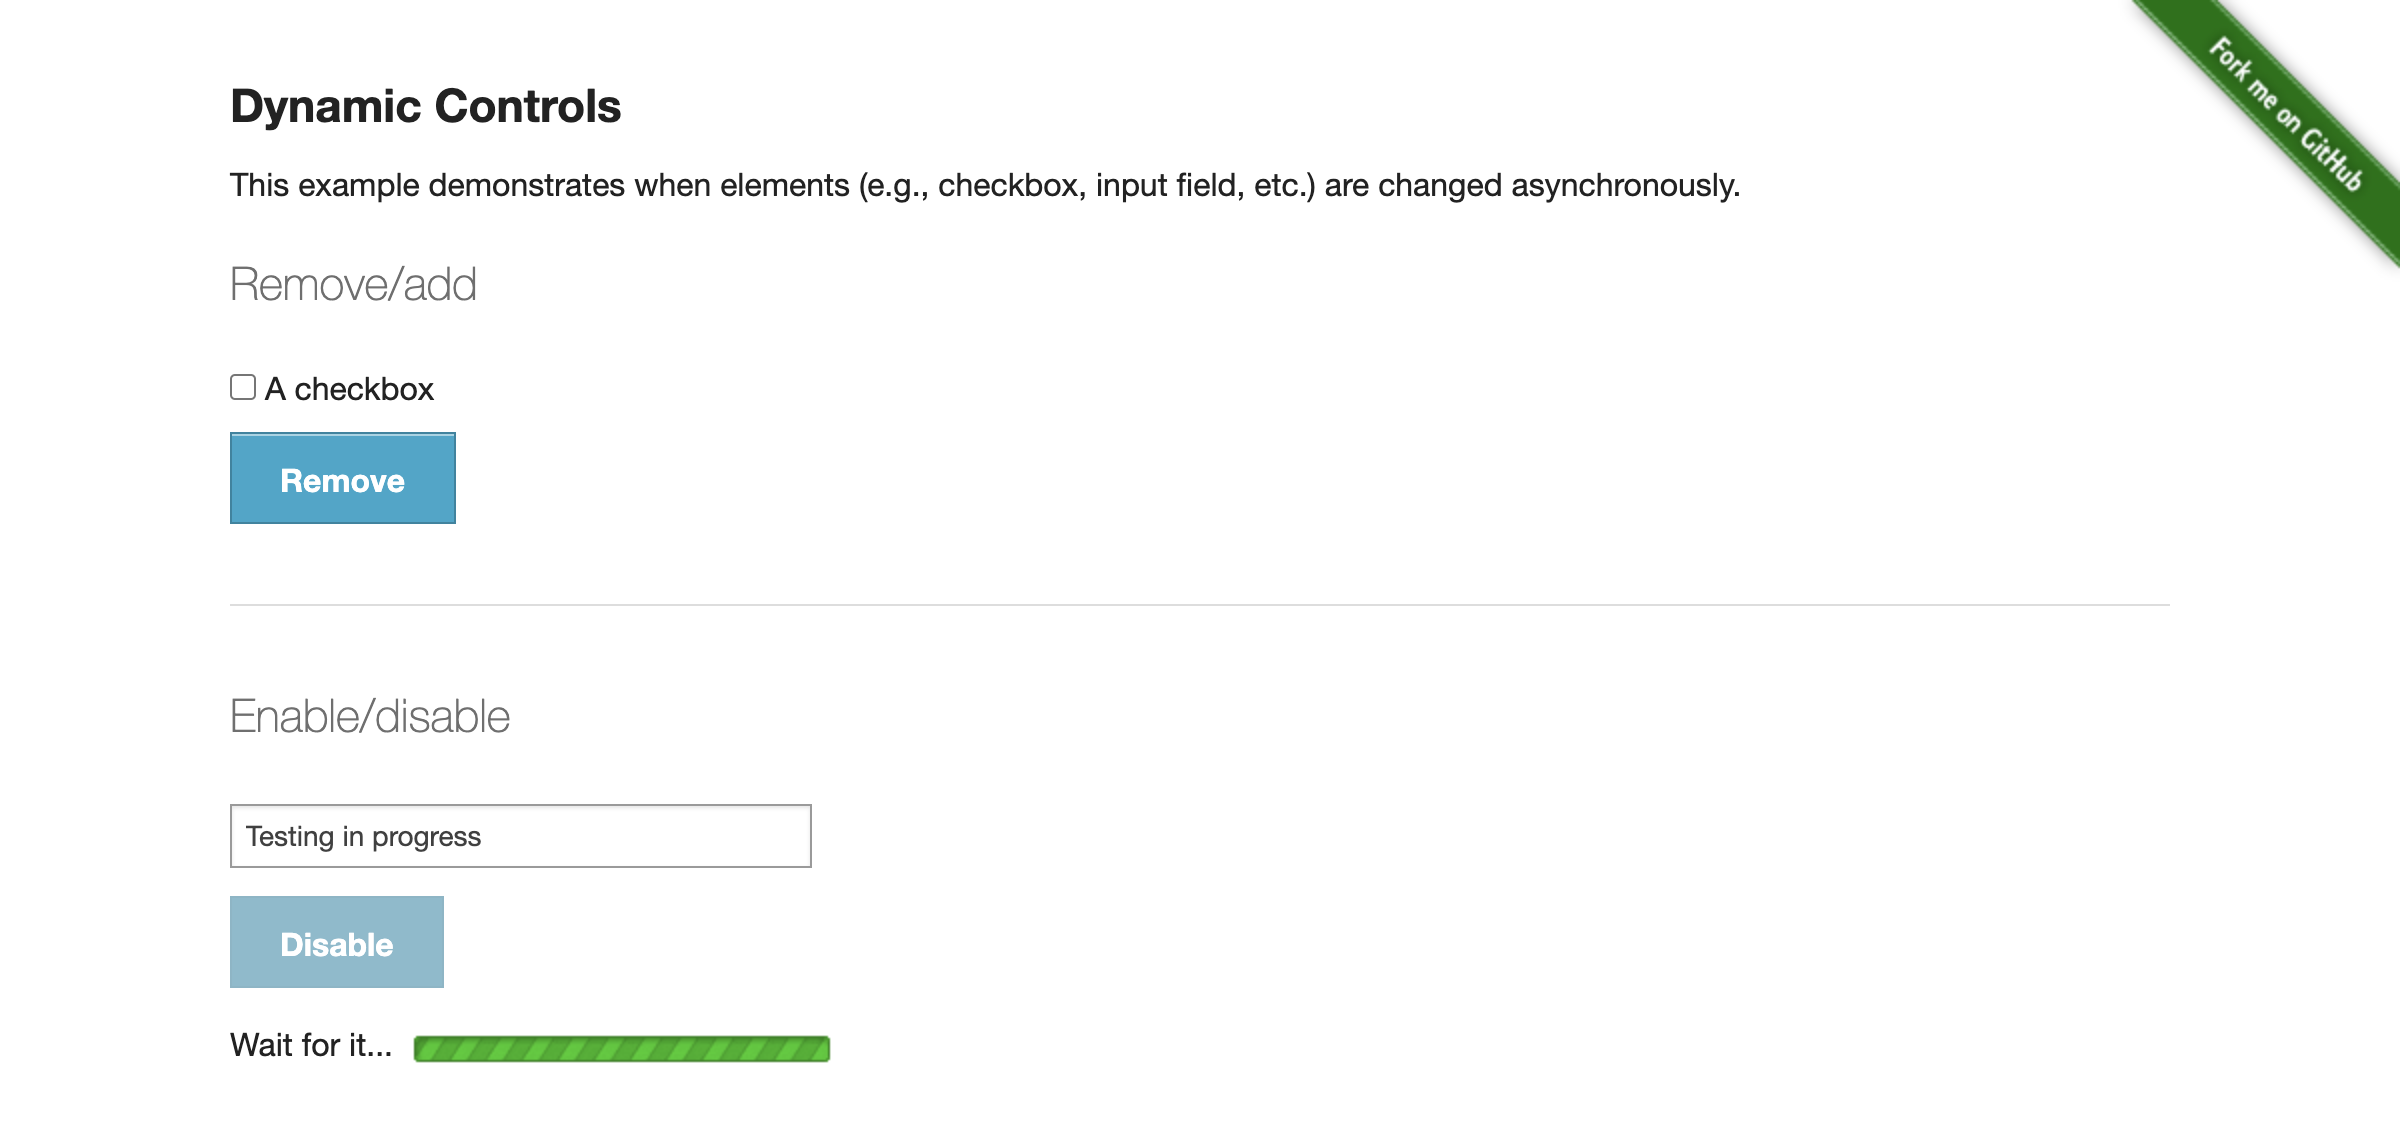 Fork me on GitHub
Dynamic Controls
This example demonstrates when elements (e.g., checkbox, input field, etc.) are changed asynchronously.
Remove/add
A checkbox
Remove
Enable/disable
Testing in progress
Disable
Wait for it...